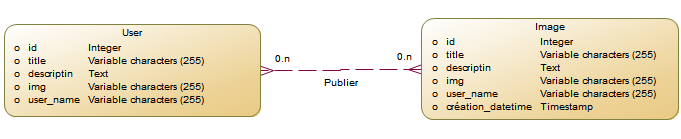 User
id Integer
title Variable characters (255)
descriptin Text
img Variable characters (255)
user_name Variable characters (255)
0.n
Publier
0.n
Image
id Integer
title Variable characters (255)
descriptin Text
img Variable characters (255)
user_name Variable characters (255)
création_datetime Timestamp